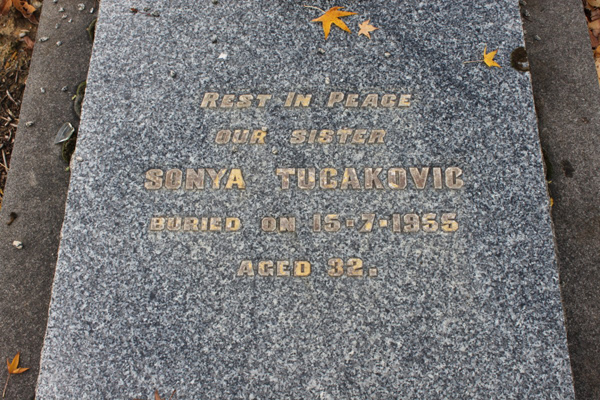 REST IN PEACE
OUR SISTER
SONYA TUCAKOVIC
BURIED ON 15-7-1955
AGED 32.